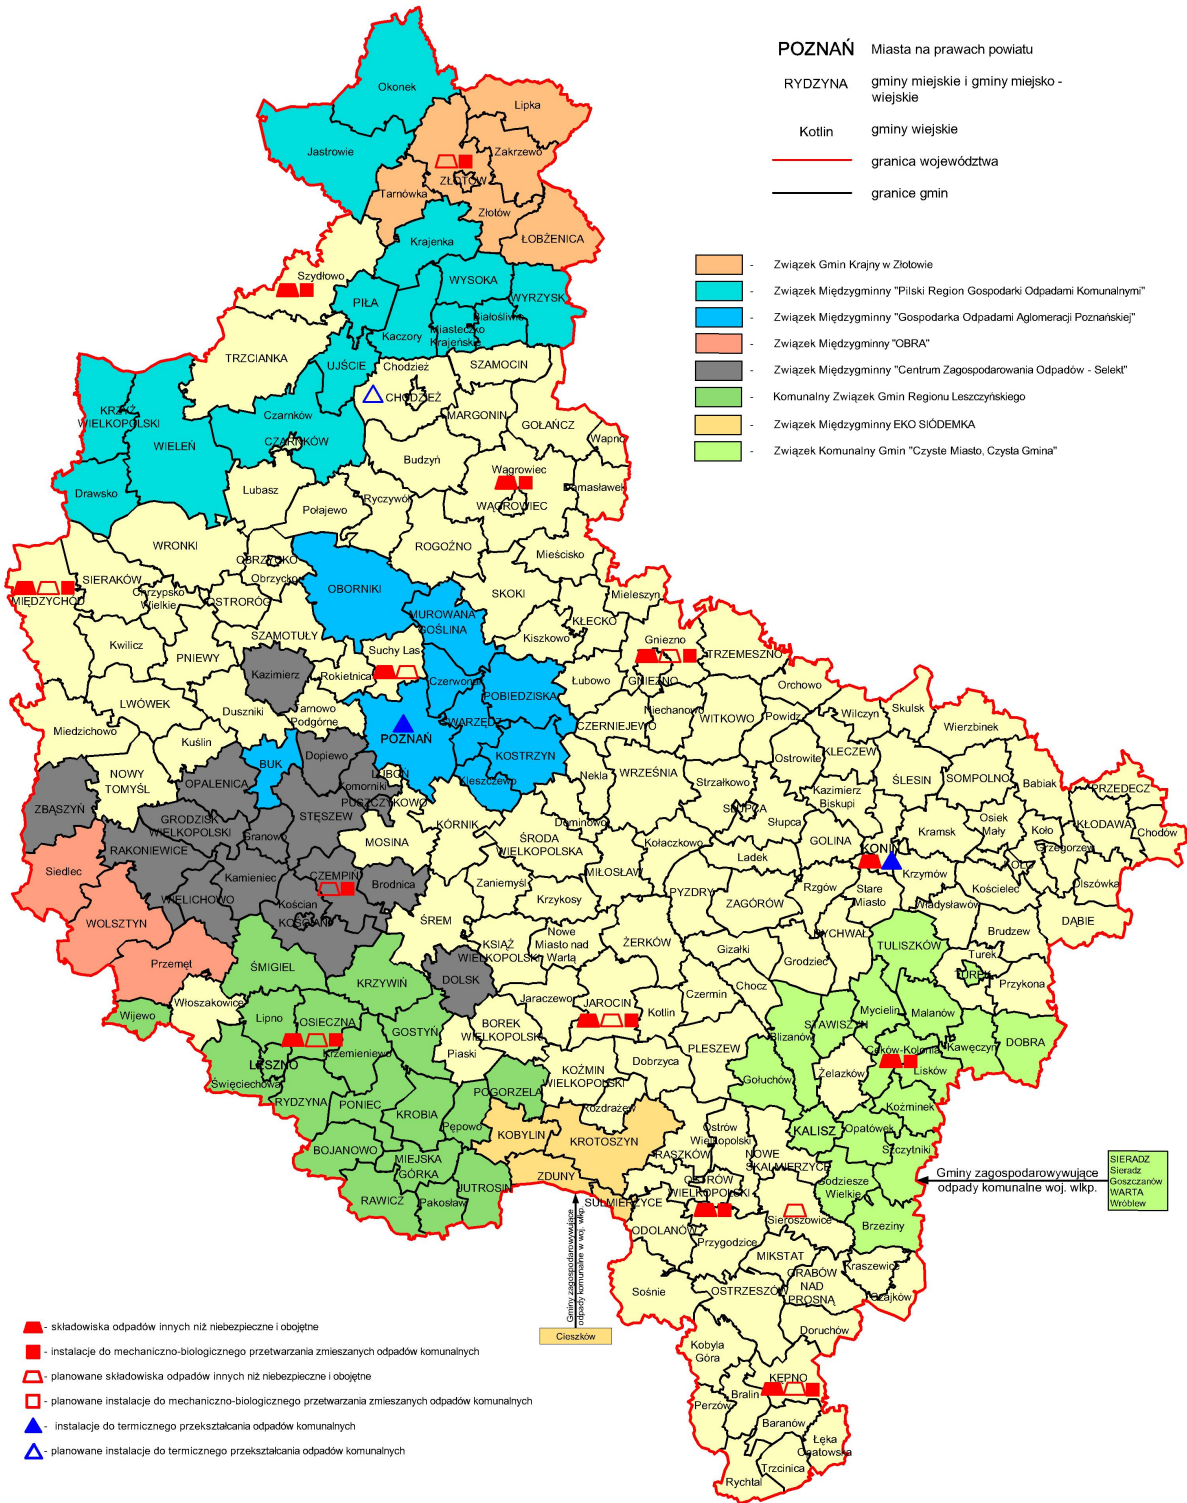 POZNAŃ Miasta na prawach powiatu
RYDZYNA gminy miejskie i gminy miejsko -
wiejskie
Kotlin gminy wiejskie
granica województwa
granice gmin
- Związek Gmin Krajny w Złotowie
- Związek Międzygminny "Pilski Region Gospodarki Odpadami Komunalnymi"
- Związek Międzygminny "Gospodarka Odpadami Aglomeracji Poznańskiej"
- Związek Międzygminny "OBRA"
- Związek Międzygminny "Centrum Zagospodarowania Odpadów - Selekt"
- Komunalny Związek Gmin Regionu Leszczyńskiego
- Związek Międzygminny EKO SIÓDEMKA
- Związek Komunalny Gmin "Czyste Miasto, Czysta Gmina"
Okonek
Lipka
Jastrowie
Zakrzewo
ZŁOTÓW
Tarnówka
Złotów
ŁOBŻENICA
Krajenka
Szydłowo
WYSOKA
WYRZYSK
PIŁA
Białośliwie
Kaczory
Miasteczko
Krajeńskie
TRZCIANKA
UJŚCIE
Chodzież
SZAMOCIN
CHODZIEŻ
KRZYŻ
WIELKOPOLSKI
WIELEŃ
Czarnków
CZARNKÓW
MARGONIN
GOŁAŃCZ
Wapno
Budzyń
Wągrowiec
Damasławek
WĄGROWIEC
Drawsko
Lubasz
Połajewo
Ryczywół
WRONKI
ROGOŹNO
Mieścisko
OBRZYCKO
Obrzycko
OBORNIKI
SIERAKÓW
MIĘDZYCHÓD
Chrzypsko
Wielkie
OSTRORÓG
MUROWANA
GOŚLINA
SKOKI
Mieleszyn
KŁECKO
Kiszkowo
Kwilicz
PNIEWY
SZAMOTUŁY
Suchy Las
Gniezno
TRZEMESZNO
Kazimierz
Rokietnica
Czerwonak
POBIEDZISKA
Łubowo
GNIEZNO
Orchowo
LWÓWEK
Duszniki
Tarnowo
Podgórne
SWARZĘDZ
Niechanowo
CZERNIEJEWO
WITKOWO
Powidz
Wilczyn
Skulsk
Wierzbinek
Miedzichowo
Kuślin
BUK
Dopiewo
POZNAŃ
KOSTRZYN
Ostrowite
KLECZEW
NOWY
TOMYŚL
OPALENICA
LUBOŃ
Komorniki
Kleszczewo
Nekla
WRZEŚNIA
Strzałkowo
ŚLESIN
SOMPOLNO
Babiak
PRZEDECZ
ZBĄSZYŃ
PUSZCZYKOWO
STĘSZEW
GRODZISK
WIELKOPOLSKI
Granowo
KÓRNIK
Dominowo
SŁUPCA
Słupca
Kazimierz
Biskupi
Osiek
Mały
KŁODAWA
Chodów
RAKONIEWICE
MOSINA
ŚRODA
WIELKOPOLSKA
Kołaczkowo
GOLINA
Kramsk
Koło
Grzegorzew
KONIN
KOŁO
Siedlec
Kamieniec
CZEMPIŃ
Brodnica
Zaniemyśl
MIŁOSŁAW
Lądek
PYZDRY
ZAGÓRÓW
Rzgów
Stare
Miasto
Krzymów
Kościelec
Olszówka
WIELICHOWO
Kościan
KOŚCIAN
Krzykosy
Władysławów
DĄBIE
WOLSZTYN
ŚREM
Nowe
Miasto nad
Wartą
KSIĄŻ
WIELKOPOLSKI
ŻERKÓW
Gizałki
RYCHWAŁ
Grodziec
TULISZKÓW
Brudzew
Turek
TUREK
Przykona
Przemęt
ŚMIGIEL
KRZYWIŃ
DOLSK
Włoszakowice
Jaraczewo
JAROCIN
Kotlin
Czermin
Chocz
Wijewo
Lipno
OSIECZNA
GOSTYŃ
BOREK
WIELKOPOLSKI
Piaski
Blizanów
STAWISZYN
Mycielin
Malanów
DOBRA
Kawęczyn
Krzemieniewo
LESZNO
Święciechowa
PLESZEW
Dobrzyca
Ceków-Kolonia
Lisków
Żelazków
Gołuchów
RYDZYNA
PONIEC
KROBIA
POGORZELA
KOŹMIN
WIELKOPOLSKI
Rozdrażew
Koźminek
Pępowo
KOBYLIN
KROTOSZYN
Ostrów
Wielkopolski
KALISZ
Opatówek
Szczytniki
BOJANOWO
MIEJSKA
GÓRKA
RASZKÓW
NOWE
SKALMIERZYCE
RAWICZ
Pakosław
JUTROSIN
ZDUNY
SULMIERZYCE
OSTRÓW
WIELKOPOLSKI
Godziesze
Wielkie
Gminy zagospodarowywujące
odpady komunalne woj. wlkp.
SIERADZ
Sieradz
Goszczanów
WARTA
Wróblew
ODOLANÓW
Przygodzice
Sieroszowice
Brzeziny
MIKSTAT
Kraszewice
GRABÓW
NAD
PROSNĄ
Czajków
Sośnie
OSTRZESZÓW
Gminy zagospodarowywujące
odpady komunalne w woj. wlkp.
Cieszków
Doruchów
Kobyla
Góra
KĘPNO
Bralin
Perzów
Baranów
Łęka
Opatowska
Trzcinica
Rychtal
- składowiska odpadów innych niż niebezpieczne i obojętne
- instalacje do mechaniczno-biologicznego przetwarzania zmieszanych odpadów komunalnych
- planowane składowiska odpadów innych niż niebezpieczne i obojętne
- planowane instalacje do mechaniczno-biologicznego przetwarzania zmieszanych odpadów komunalnych
- instalacje do termicznego przekształcania odpadów komunalnych
- planowane instalacje do termicznego przekształcania odpadów komunalnych